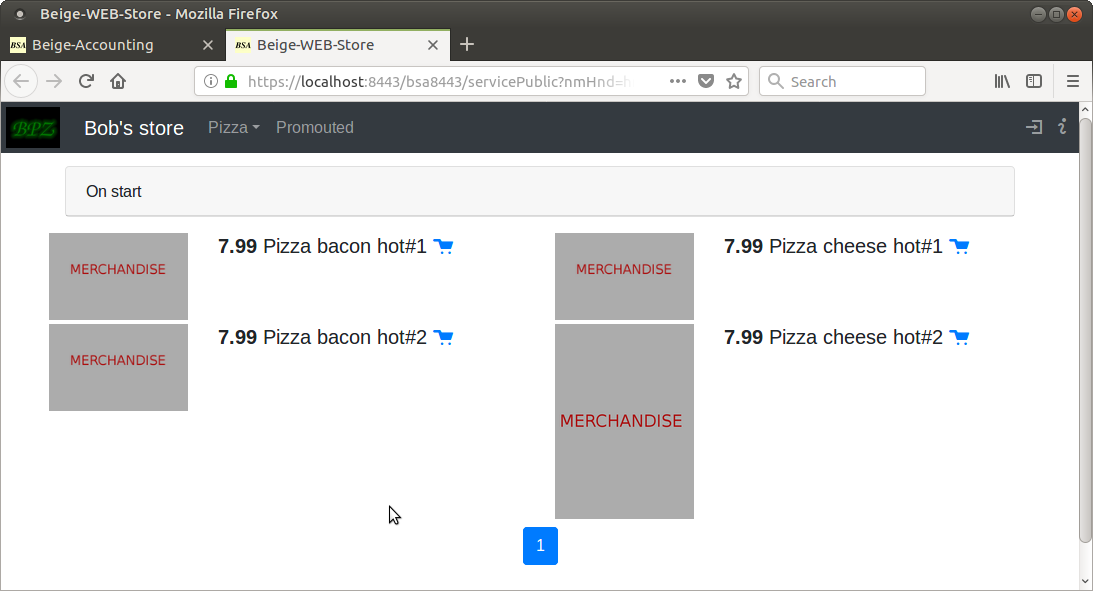 Beige-WEB-Store - Mozilla Firefox
BSA Beige-Accounting
BSA Beige-WEB-Store
https://localhost:8443/bsa8443/servicePublic?nmHnd=h
Search
BPZ Bob's store Pizza Promouted
On start
MERCHANDISE
7.99 Pizza bacon hot#1
MERCHANDISE
7.99 Pizza cheese hot#1
MERCHANDISE
7.99 Pizza bacon hot#2
MERCHANDISE
7.99 Pizza cheese hot#2
1